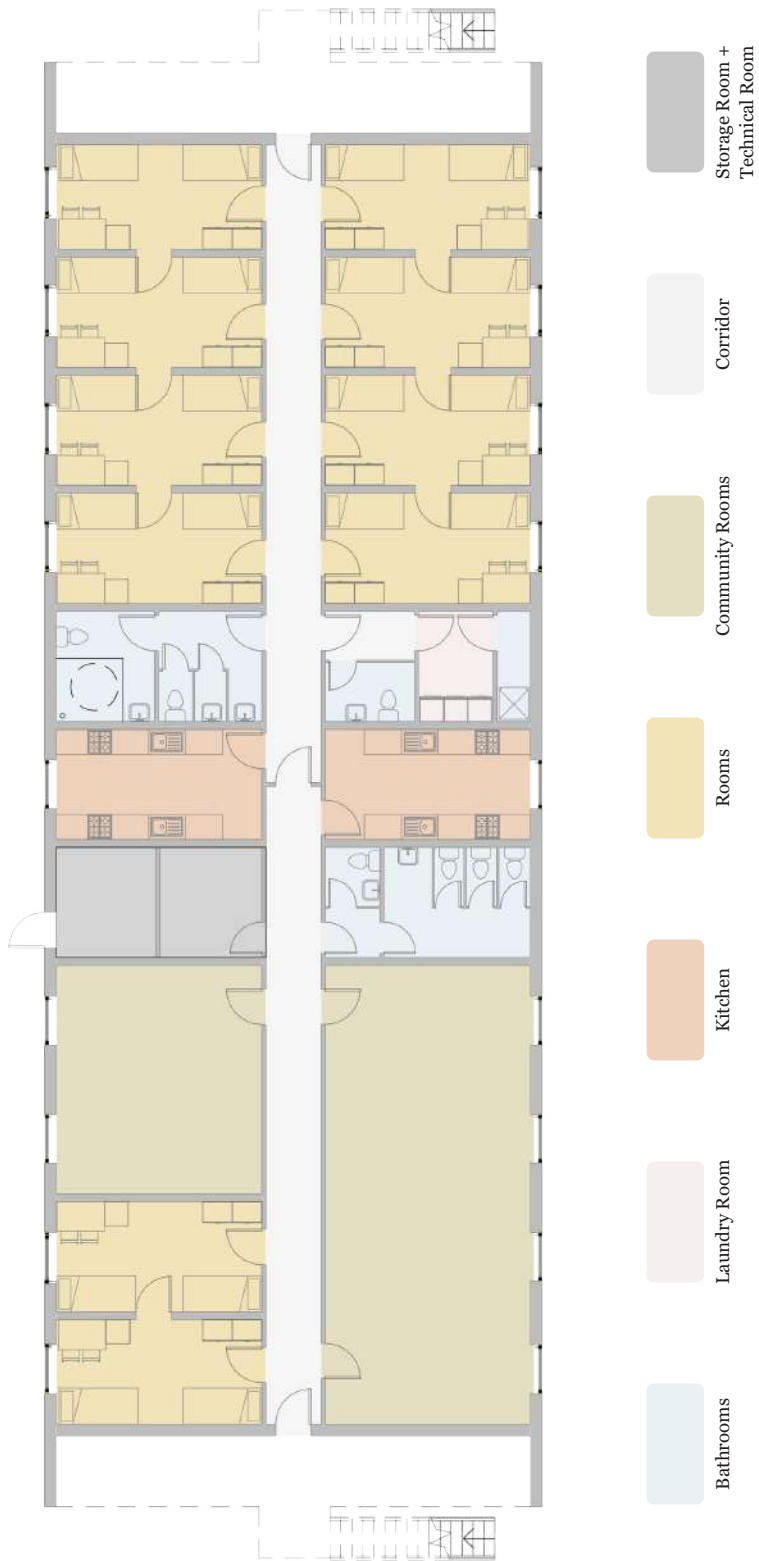 Bathrooms
Laundry Room
Kitchen
Rooms
Community Rooms
Corridor
Storage Room +
Technical Room